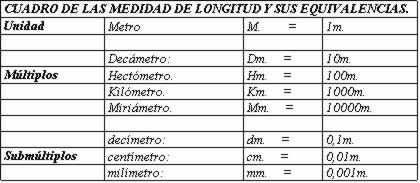 CUADRO DE LAS MEDIDAD DE LONGITUD Y SUS EQUIVALENCIAS.
Unidad Metro M. = 1m.
Decámetro: Dm. = 10m.
Múltiplos Hectómetro. Hm. = 100m.
Kilómetro. Km. = 1000m.
Miriámetro. Mm. = 10000m.
decímetro: dm. = 0,1m.
Submúltiplos centímetro: cm. = 0,01m.
milímetro: mm. = 0,001m.